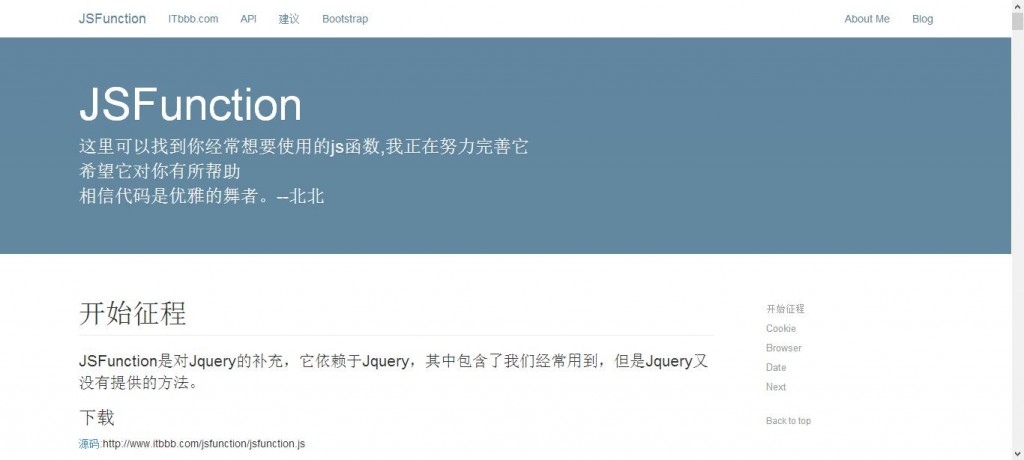 JSFunction ITbbb.com API 建议 Bootstrap About Me Blog
JSFunction
这里可以找到你经常想要使用的js函数,我正在努力完善它
希望它对你有所帮助
相信代码是优雅的舞者。--北北
开始征程
JSFunction是对Jquery的补充，它依赖于Jquery，其中包含了我们经常用到，但是Jquery又
没有提供的方法。
下载
源码:http://www.itbbb.com/jsfunction/jsfunction.js
开始征程
Cookie
Browser
Date
Next
Back to top